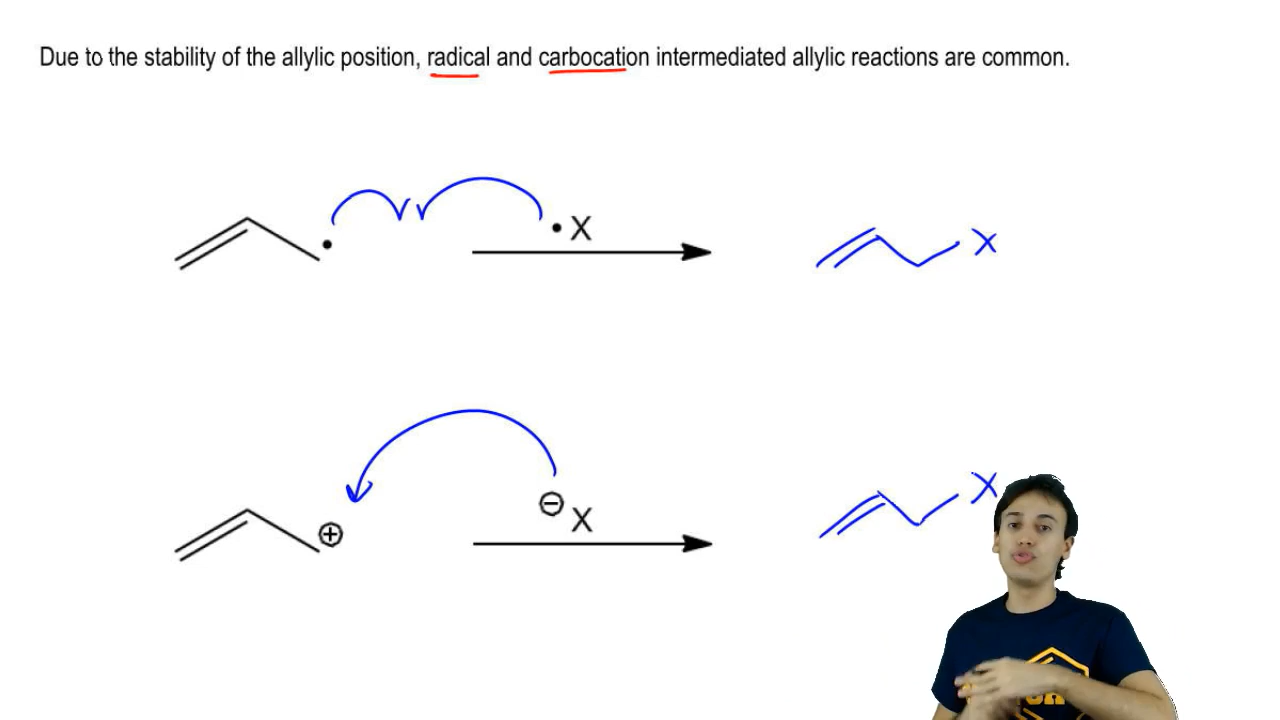 Due to the stability of the allylic position, radical and carbocation intermediated allylic reactions are common.
• X
X
⊖ X
⊕
X